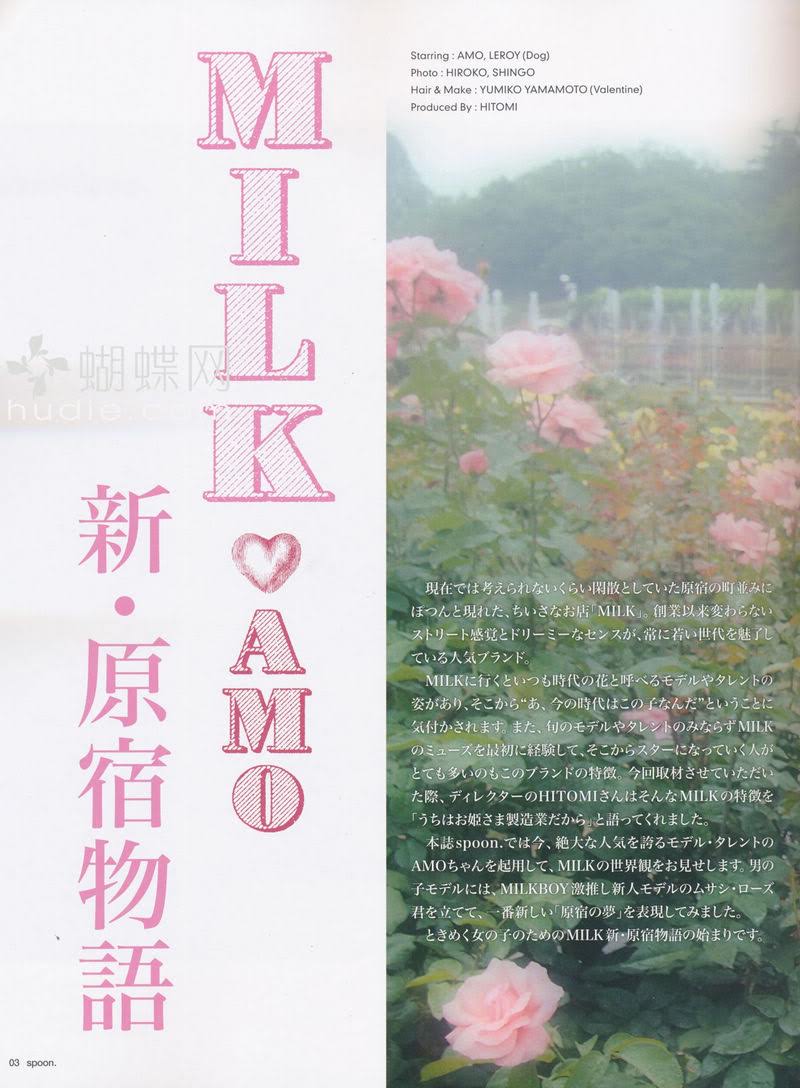 MILK
AMO
新・原宿物語
Starring : AMO, LEROY (Dog)
Photo : HIROKO, SHINGO
Hair & Make : YUMIKO YAMAMOTO (Valentine)
Produced By : HITOMI
現在では考えられないくらい閑散としていた原宿の町並みに
ぽつんと現れた、ちいさなお店「MILK」。創業以来変わらない
ストリート感覚とドリーミーなセンスが、常に若い世代を魅了し
ている人気ブランド。
MILKに行くといつも時代の花と呼べるモデルやタレントの
姿があり、そこから“あ、今の時代はこの子なんだ”ということに
気付かされます。また、旬のモデルやタレントのみならずMILK
のミューズを最初に経験して、そこからスターになっていく人が
とても多いのもこのブランドの特徴。今回取材させていただい
た際、ディレクターのHITOMIさんはそんなMILKの特徴を
「うちはお姫さま製造業だから」と語ってくれました。
本誌spoon.では今、絶大な人気を誇るモデル・タレントの
AMOちゃんを起用して、MILKの世界観をお見せします。男の
子モデルには、MILKBOY激推し新人モデルのムサシ・ローズ
君を立てて、一番新しい「原宿の夢」を表現してみました。
ときめく女の子のためのMILK新・原宿物語の始まりです。
蝴蝶网
hudie.com
03 spoon.